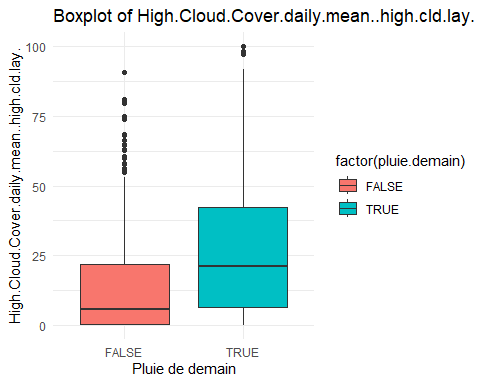 Boxplot of High.Cloud.Cover.daily.mean..high.cld.lay.
High.Cloud.Cover.daily.mean..high.cld.lay.
100
75
50
25
0
FALSE
TRUE
Pluie de demain
factor(pluie.demain)
FALSE
TRUE